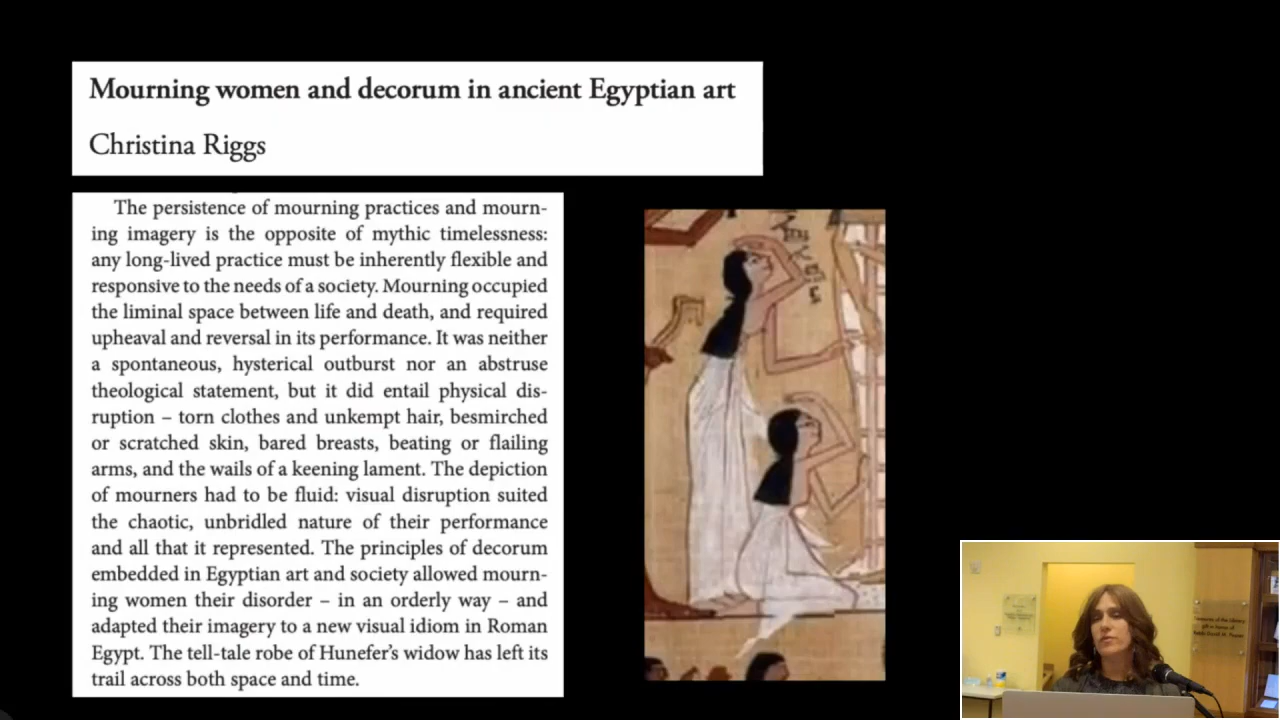 Mourning women and decorum in ancient Egyptian art
Christina Riggs
The persistence of mourning practices and mourn-
ing imagery is the opposite of mythic timelessness:
any long-lived practice must be inherently flexible and
responsive to the needs of a society. Mourning occupied
the liminal space between life and death, and required
upheaval and reversal in its performance. It was neither
a spontaneous, hysterical outburst nor an abstruse
theological statement, but it did entail physical dis-
ruption – torn clothes and unkempt hair, besmirched
or scratched skin, bared breasts, beating or flailing
arms, and the wails of a keening lament. The depiction
of mourners had to be fluid: visual disruption suited
the chaotic, unbridled nature of their performance
and all that it represented. The principles of decorum
embedded in Egyptian art and society allowed mourn-
ing women their disorder – in an orderly way – and
adapted their imagery to a new visual idiom in Roman
Egypt. The tell-tale robe of Hunefer's widow has left its
trail across both space and time.